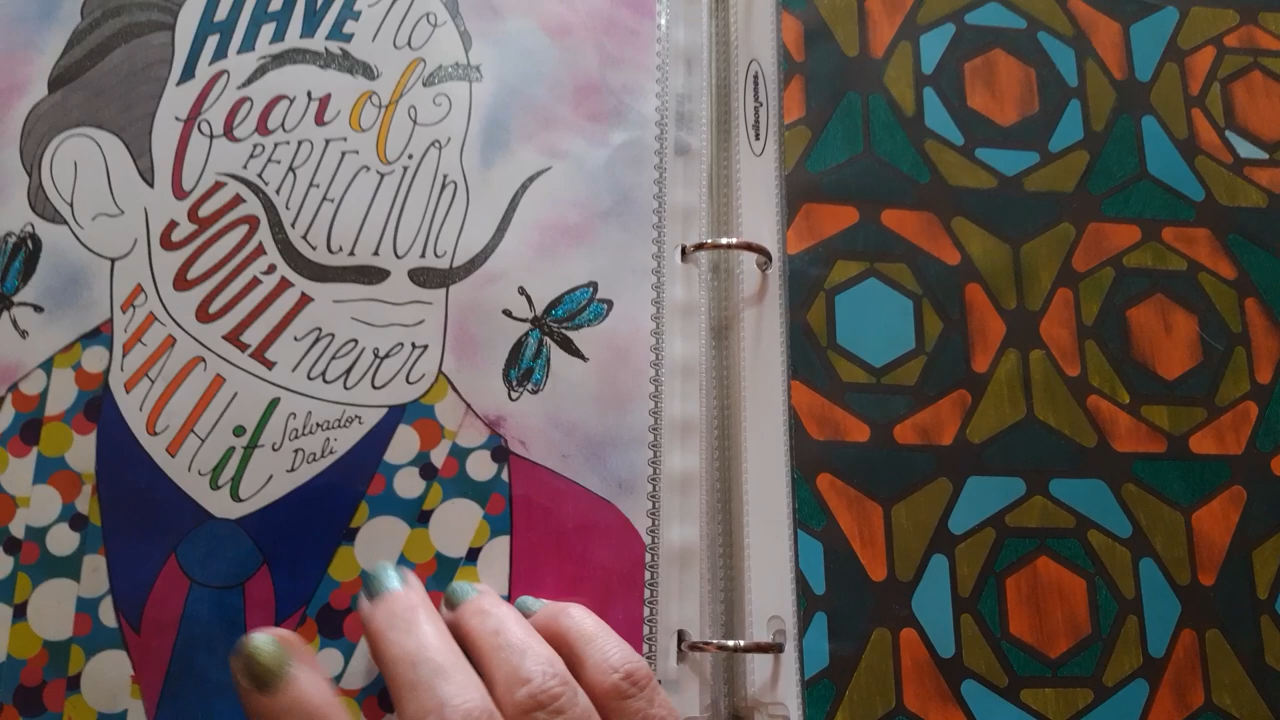 HAVE no
fear of
PERFECTION
YOU'LL
never
REACH it
Salvador
Dali
wilson jones